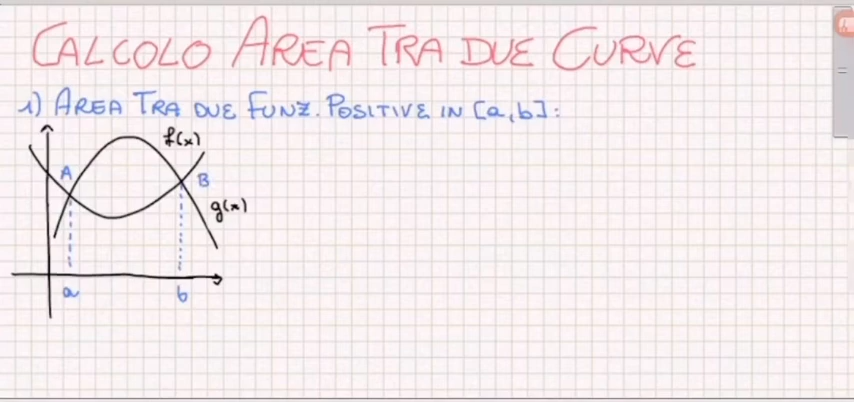 CALCOLO AREA TRA DUE CURVE
1) AREA TRA DUE FUNZ. POSITIVE IN [a,b]:
f(x)
A
B
g(x)
a
b